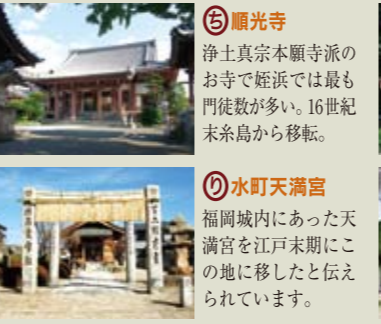 ち 順光寺
浄土真宗本願寺派の
お寺で姪浜では最も
門徒数が多い。16世紀
末糸島から移転。
り 水町天満宮
福岡城内にあった天
満宮を江戸末期にこ
の地に移したと伝え
られています。